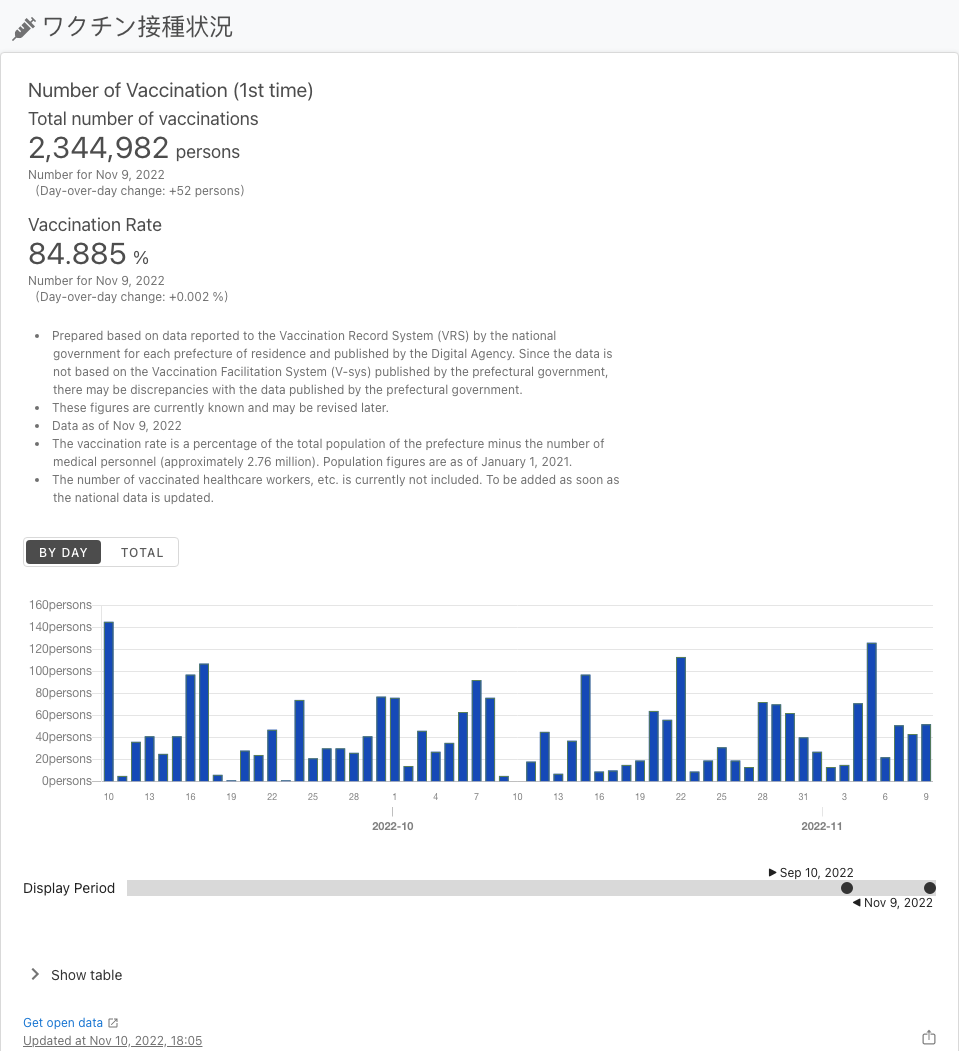 ワクチン接種状況
Number of Vaccination (1st time)
Total number of vaccinations
2,344,982 persons
Number for Nov 9, 2022
(Day-over-day change: +52 persons)
Vaccination Rate
84.885 %
Number for Nov 9, 2022
(Day-over-day change: +0.002 %)
• Prepared based on data reported to the Vaccination Record System (VRS) by the national
government for each prefecture of residence and published by the Digital Agency. Since the data is
not based on the Vaccination Facilitation System (V-sys) published by the prefectural government,
there may be discrepancies with the data published by the prefectural government.
• These figures are currently known and may be revised later.
• Data as of Nov 9, 2022
• The vaccination rate is a percentage of the total population of the prefecture minus the number of
medical personnel (approximately 2.76 million). Population figures are as of January 1, 2021.
• The number of vaccinated healthcare workers, etc. is currently not included. To be added as soon as
the national data is updated.
BY DAY TOTAL
160persons
140persons
120persons
100persons
80persons
60persons
40persons
20persons
0persons
10 13 16 19 22 25 28 1 4 7 10 13 16 19 22 25 28 31 3 6 9
2022-10 2022-11
Sep 10, 2022
Display Period
Nov 9, 2022
Show table
Get open data
Updated at Nov 10, 2022, 18:05